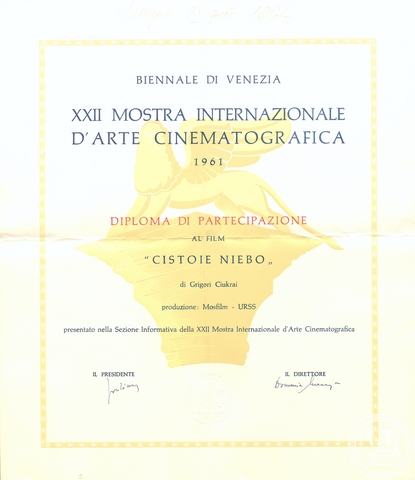 BIENNALE DI VENEZIA
XXII MOSTRA INTERNAZIONALE
D'ARTE CINEMATOGRAFICA
1961
DIPLOMA DI PARTECIPAZIONE
AL FILM
“CISTOIE NIEBO„
di Grigori Ciukrai
produzione: Mosfilm - URSS
presentato nella Sezione Informativa della XXII Mostra Internazionale d'Arte Cinematografica
IL PRESIDENTE
IL DIRETTORE